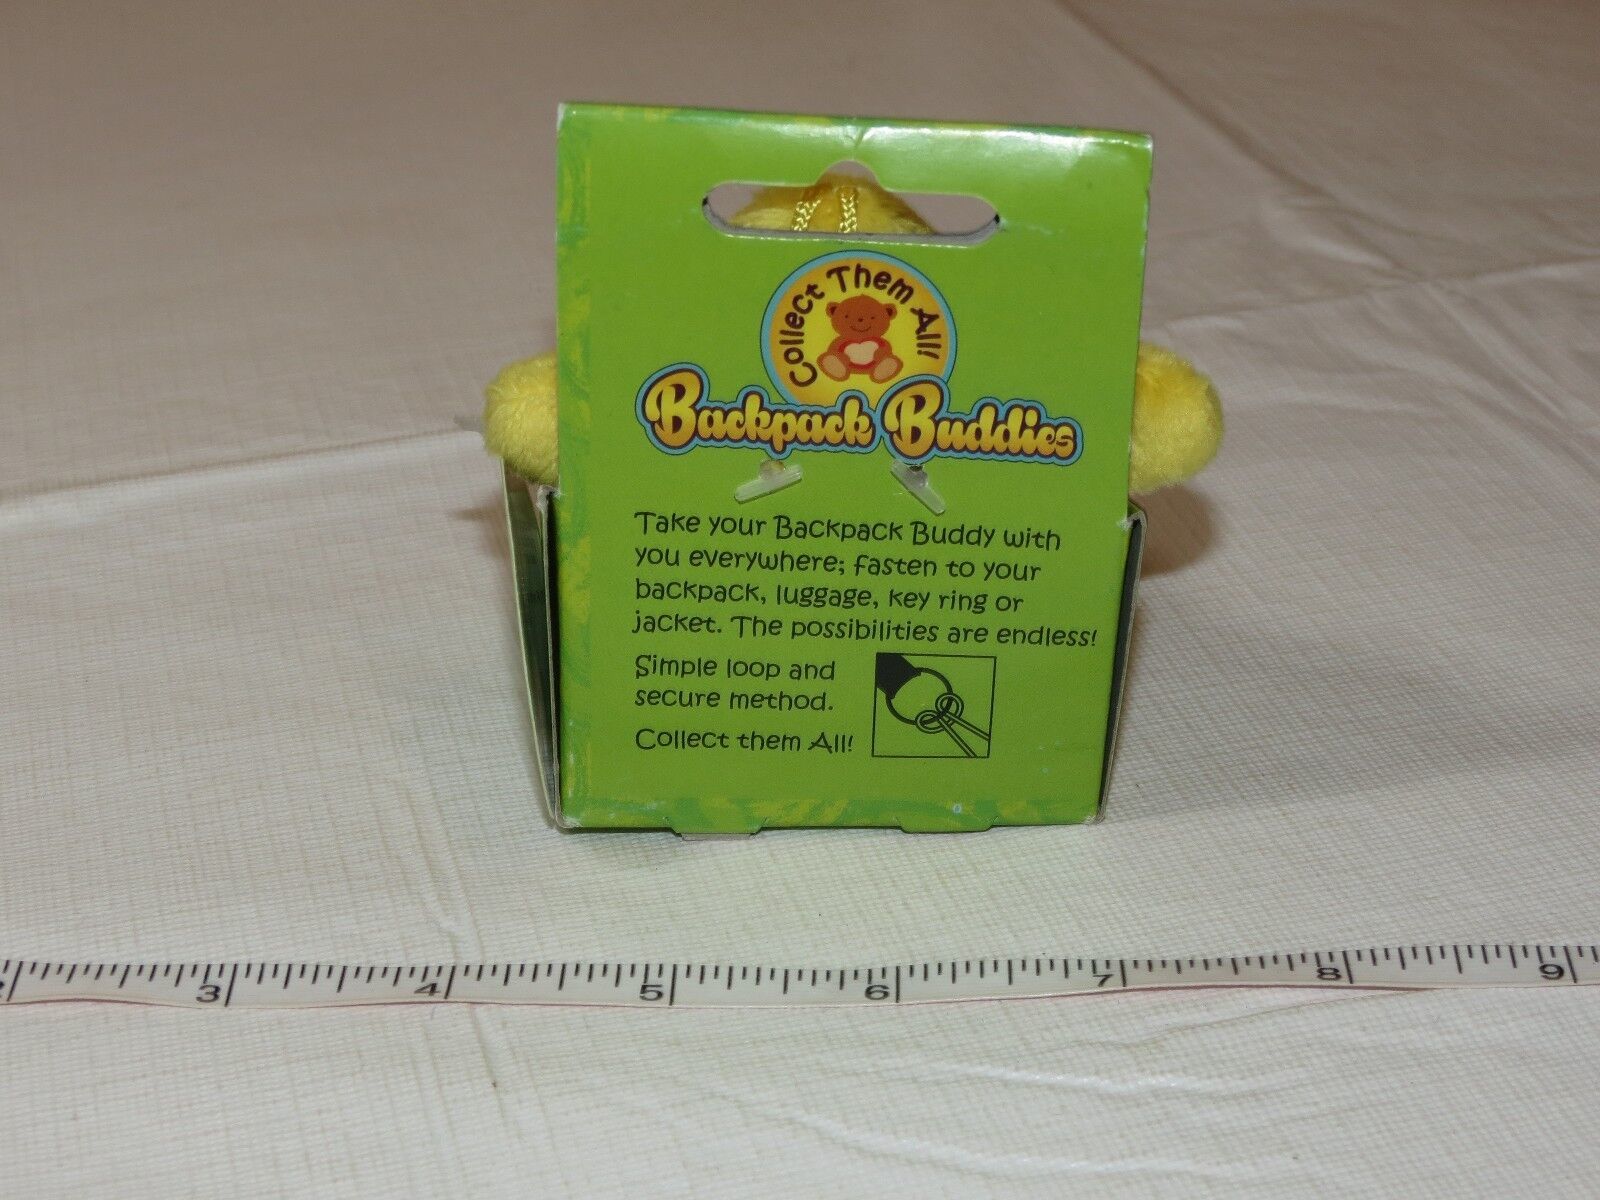 Collect Them All!
Backpack Buddies
Take your Backpack Buddy with
you everywhere; fasten to your
backpack, luggage, key ring or
jacket. The possibilities are endless!
Simple loop and
secure method.
Collect them All!
2 3 4 5 6 7 8 9